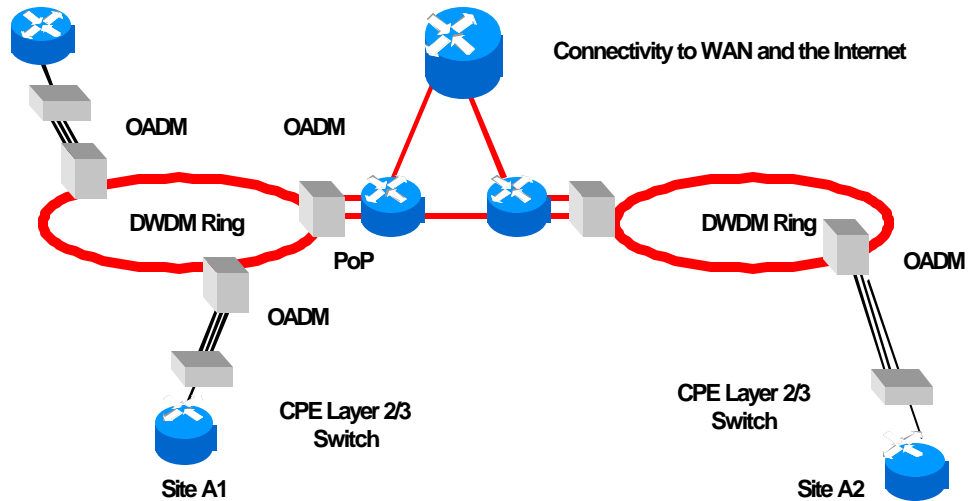 Connectivity to WAN and the Internet
OADM
OADM
DWDM Ring
DWDM Ring
PoP
OADM
OADM
CPE Layer 2/3
Switch
CPE Layer 2/3
Switch
Site A1
Site A2